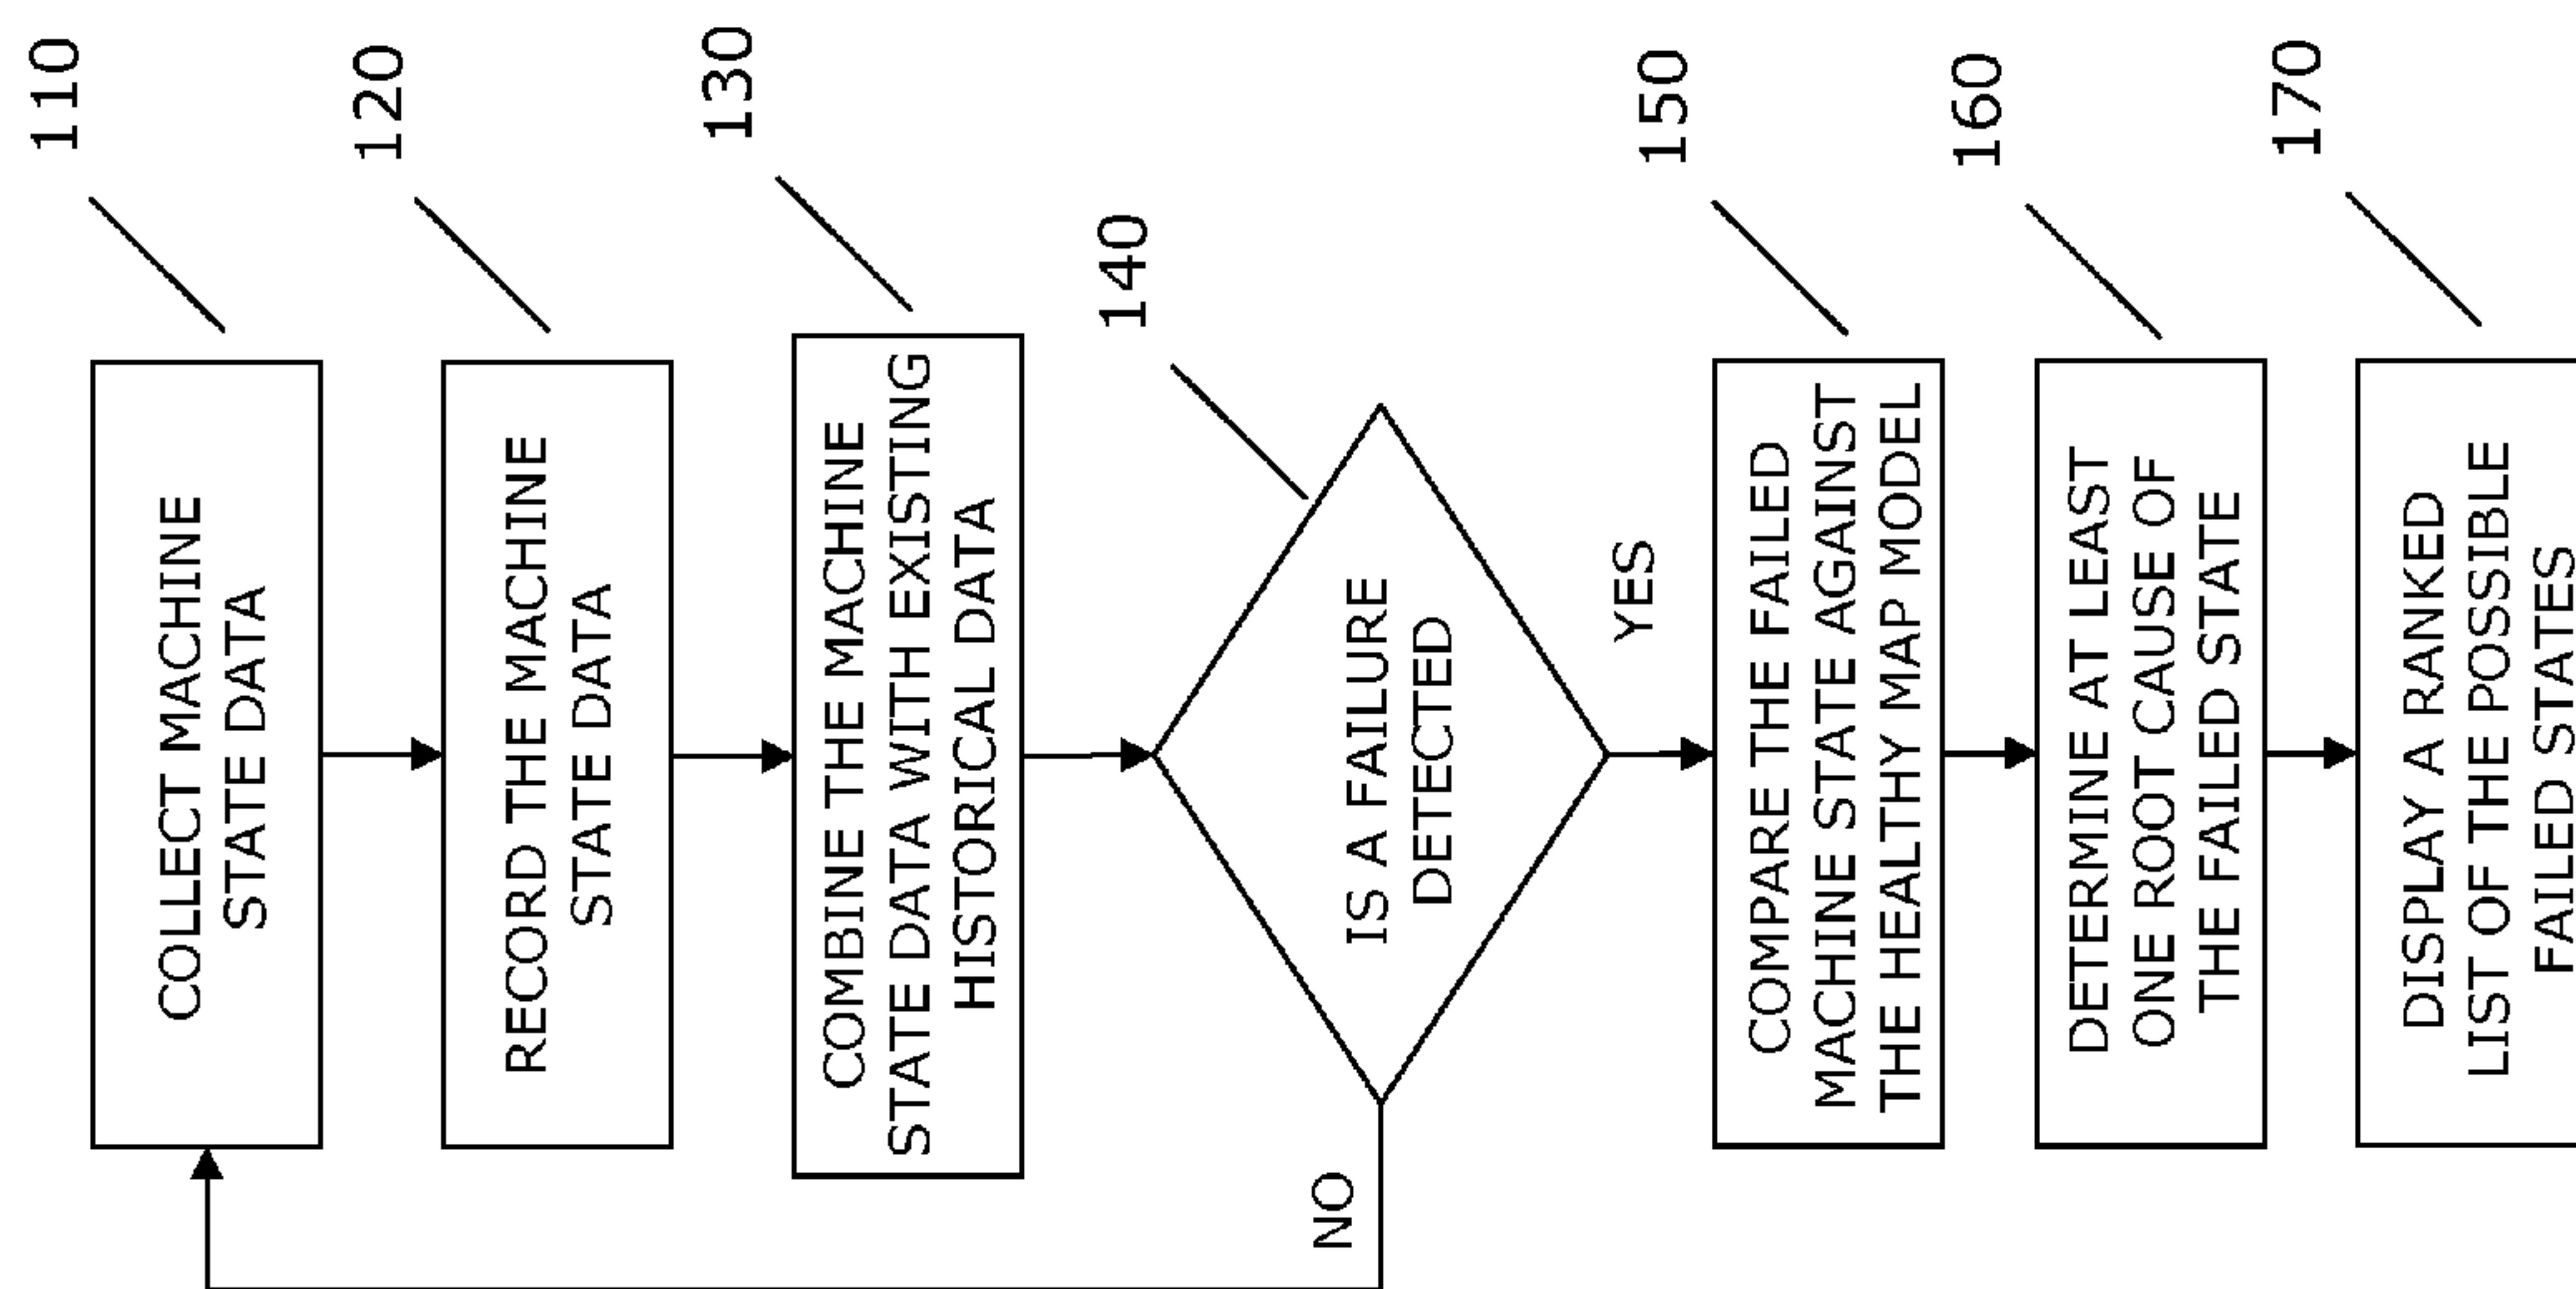 110
COLLECT MACHINE
STATE DATA
120
RECORD THE MACHINE
STATE DATA
130
COMBINE THE MACHINE
STATE DATA WITH EXISTING
HISTORICAL DATA
140
IS A FAILURE
DETECTED
NO
YES
150
COMPARE THE FAILED
MACHINE STATE AGAINST
THE HEALTHY MAP MODEL
160
DETERMINE AT LEAST
ONE ROOT CAUSE OF
THE FAILED STATE
170
DISPLAY A RANKED
LIST OF THE POSSIBLE
FAILED STATES